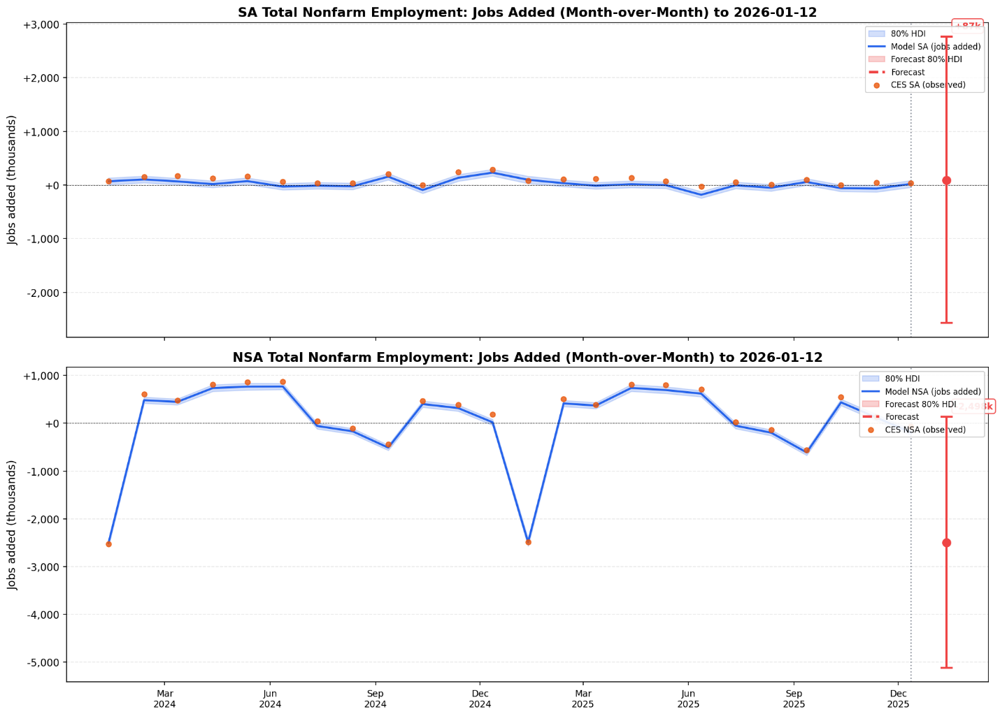 SA Total Nonfarm Employment: Jobs Added (Month-over-Month) to 2026-01-12
+3,000
+2,000
+1,000
+0
-1,000
-2,000
Jobs added (thousands)
+87k
80% HDI
Model SA (jobs added)
Forecast 80% HDI
Forecast
CES SA (observed)
NSA Total Nonfarm Employment: Jobs Added (Month-over-Month) to 2026-01-12
+1,000
+0
-1,000
-2,000
-3,000
-4,000
-5,000
Jobs added (thousands)
80% HDI
Model NSA (jobs added)
Forecast 80% HDI
Forecast
CES NSA (observed)
Mar
2024
Jun
2024
Sep
2024
Dec
2024
Mar
2025
Jun
2025
Sep
2025
Dec
2025